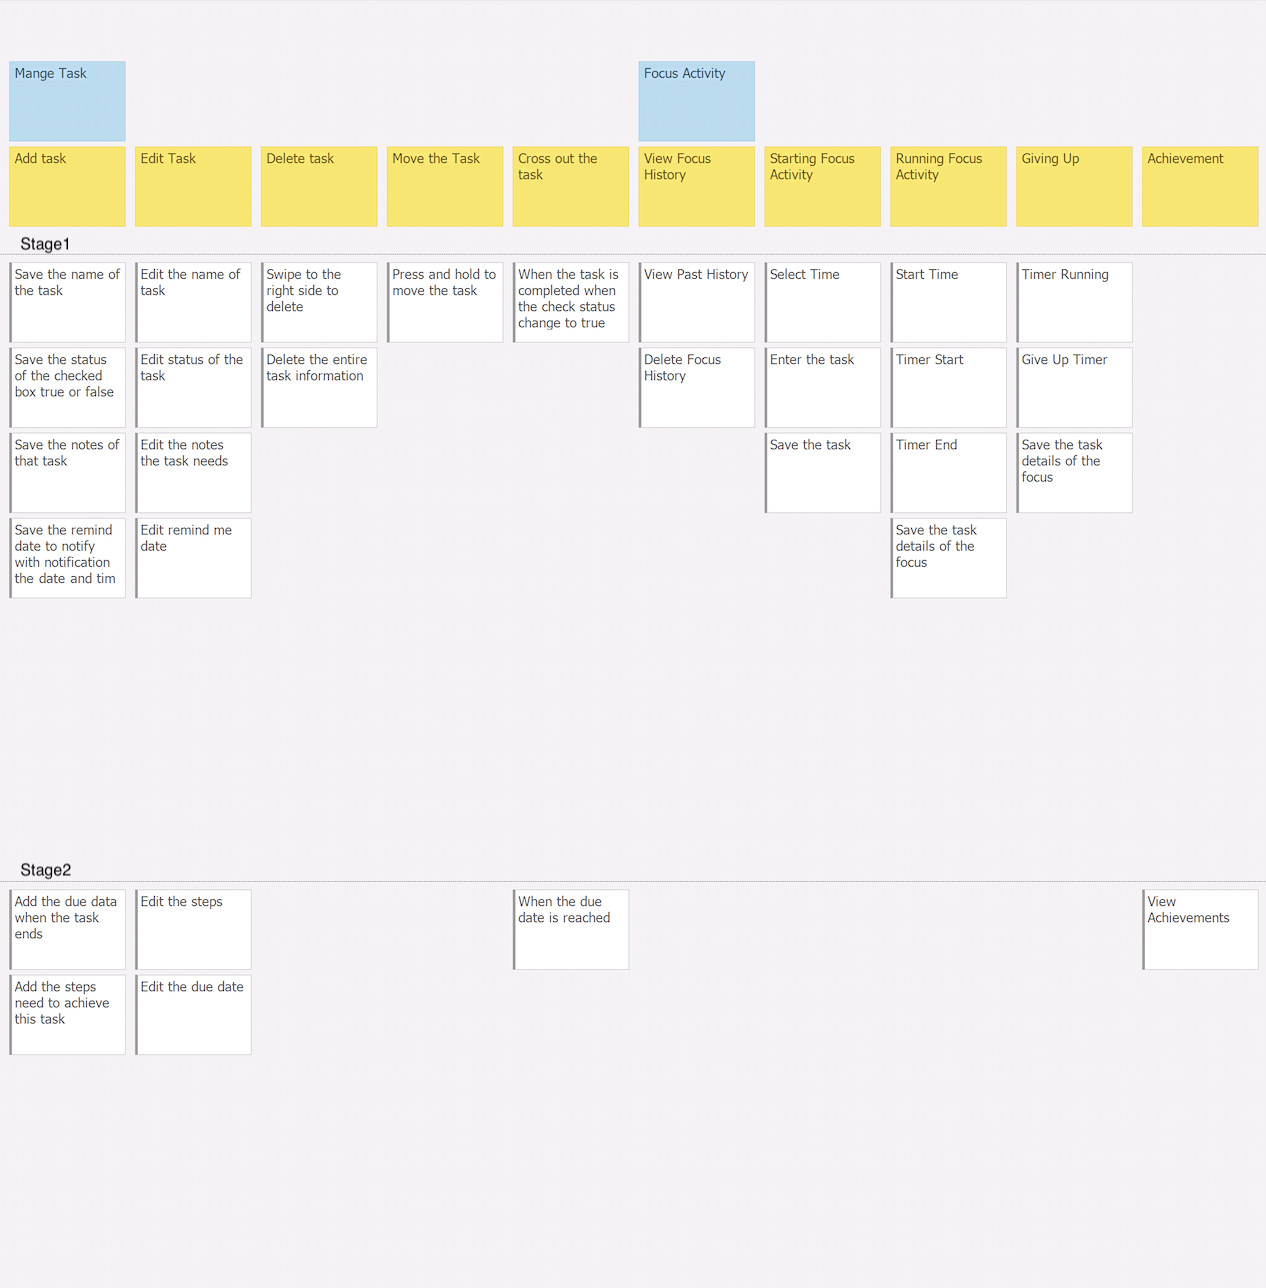 Mange Task
Focus Activity
Add task
Edit Task
Delete task
Move the Task
Cross out the
task
View Focus
History
Starting Focus
Activity
Running Focus
Activity
Giving Up
Achievement
Stage1
Save the name of
the task
Edit the name of
task
Swipe to the
right side to
delete
Press and hold to
move the task
When the task is
completed when
the check status
change to true
View Past History
Select Time
Start Time
Timer Running
Save the status
of the checked
box true or false
Edit status of the
task
Delete the entire
task information
Delete Focus
History
Enter the task
Timer Start
Give Up Timer
Save the notes of
that task
Edit the notes
the task needs
Save the task
Timer End
Save the task
details of the
focus
Save the remind
date to notify
with notification
the date and tim
Edit remind me
date
Save the task
details of the
focus
Stage2
Add the due data
when the task
ends
Edit the steps
When the due
date is reached
View
Achievements
Add the steps
need to achieve
this task
Edit the due date